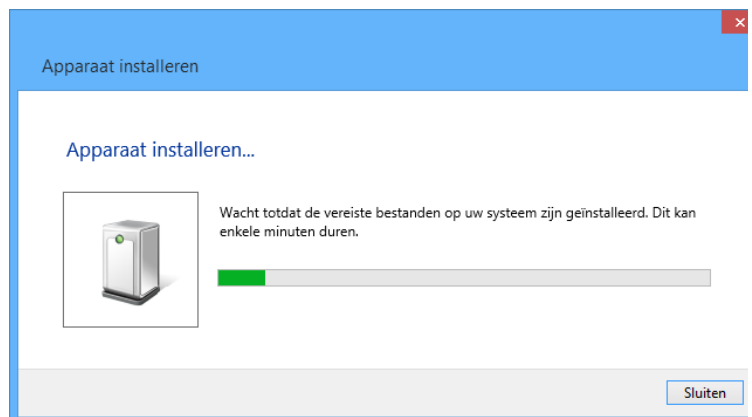 Apparaat installeren
Apparaat installeren...
Wacht totdat de vereiste bestanden op uw systeem zijn geïnstalleerd. Dit kan
enkele minuten duren.
Sluiten